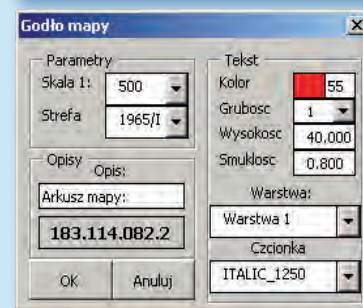 Godło mapy
Parametry
Skala 1: 500
Strefa 1965/I
Opisy
Opis:
Arkusz mapy:
183.114.082.2
OK Anuluj
Tekst
Kolor 55
Grubosc 1
Wysokosc 40.000
Smuklosc 0.800
Warstwa:
Warstwa 1
Czcionka
ITALIC_1250